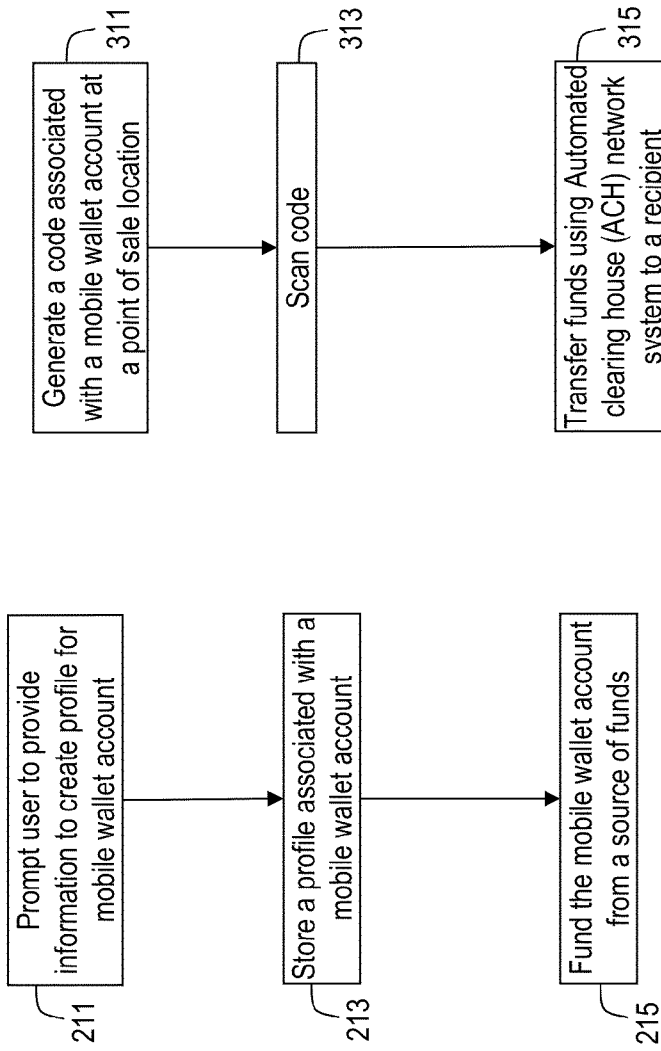 211
Prompt user to provide
information to create profile for
mobile wallet account
213
Store a profile associated with a
mobile wallet account
215
Fund the mobile wallet account
from a source of funds
311
Generate a code associated
with a mobile wallet account at
a point of sale location
313
Scan code
315
Transfer funds using Automated
clearing house (ACH) network
system to a recipient